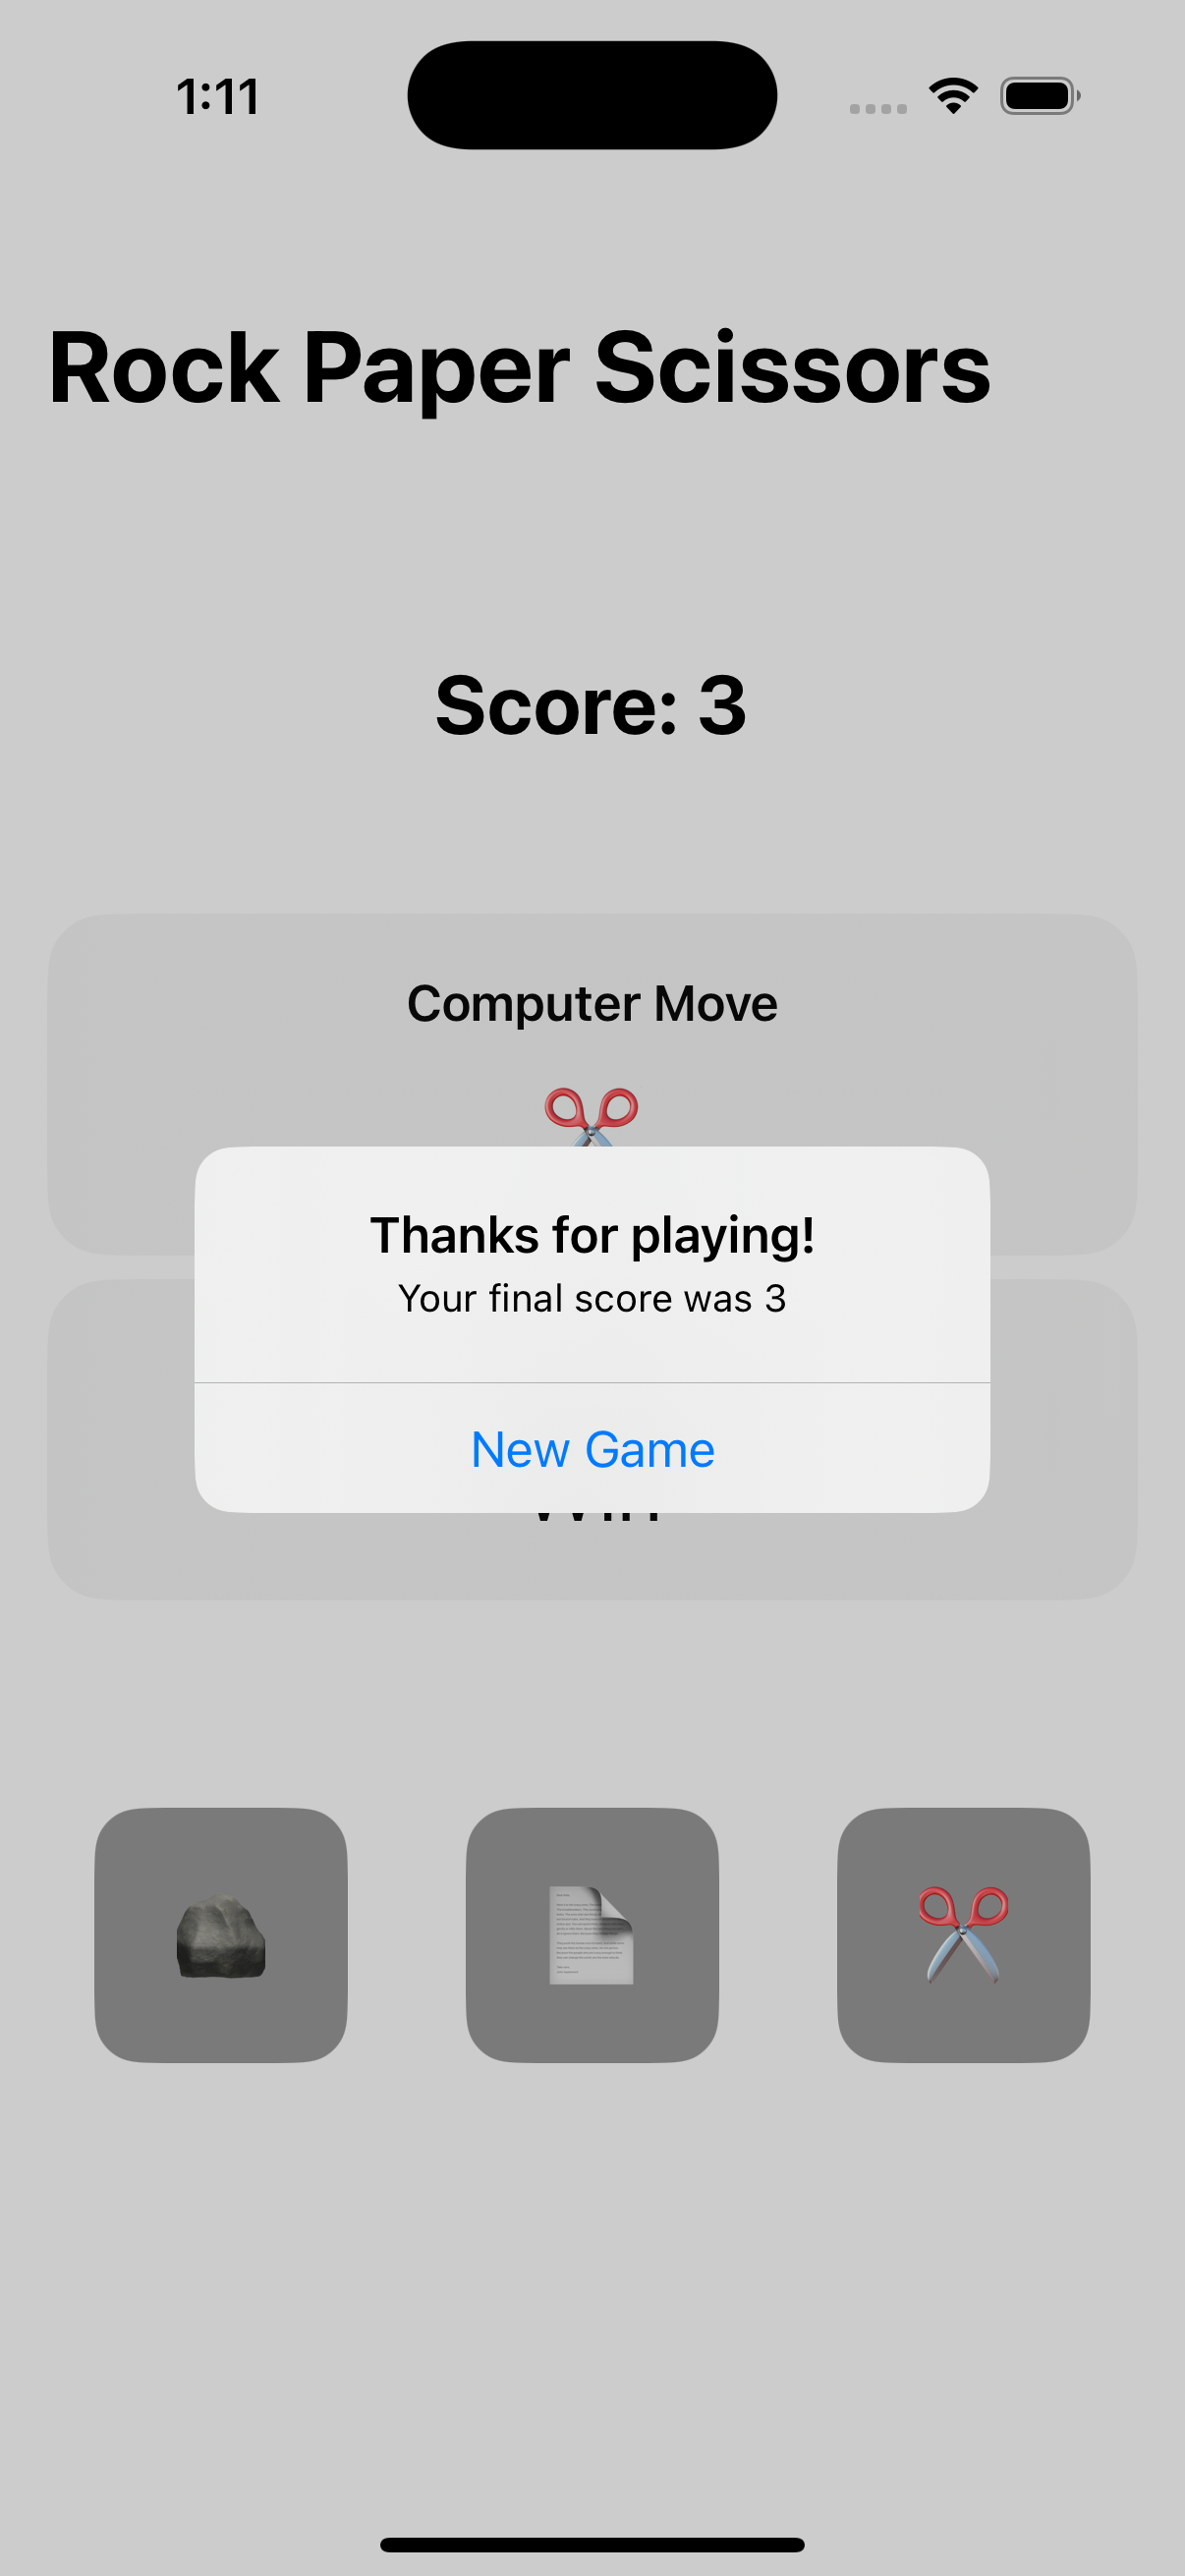 1:11
Rock Paper Scissors
Score: 3
Computer Move
Thanks for playing!
Your final score was 3
New Game